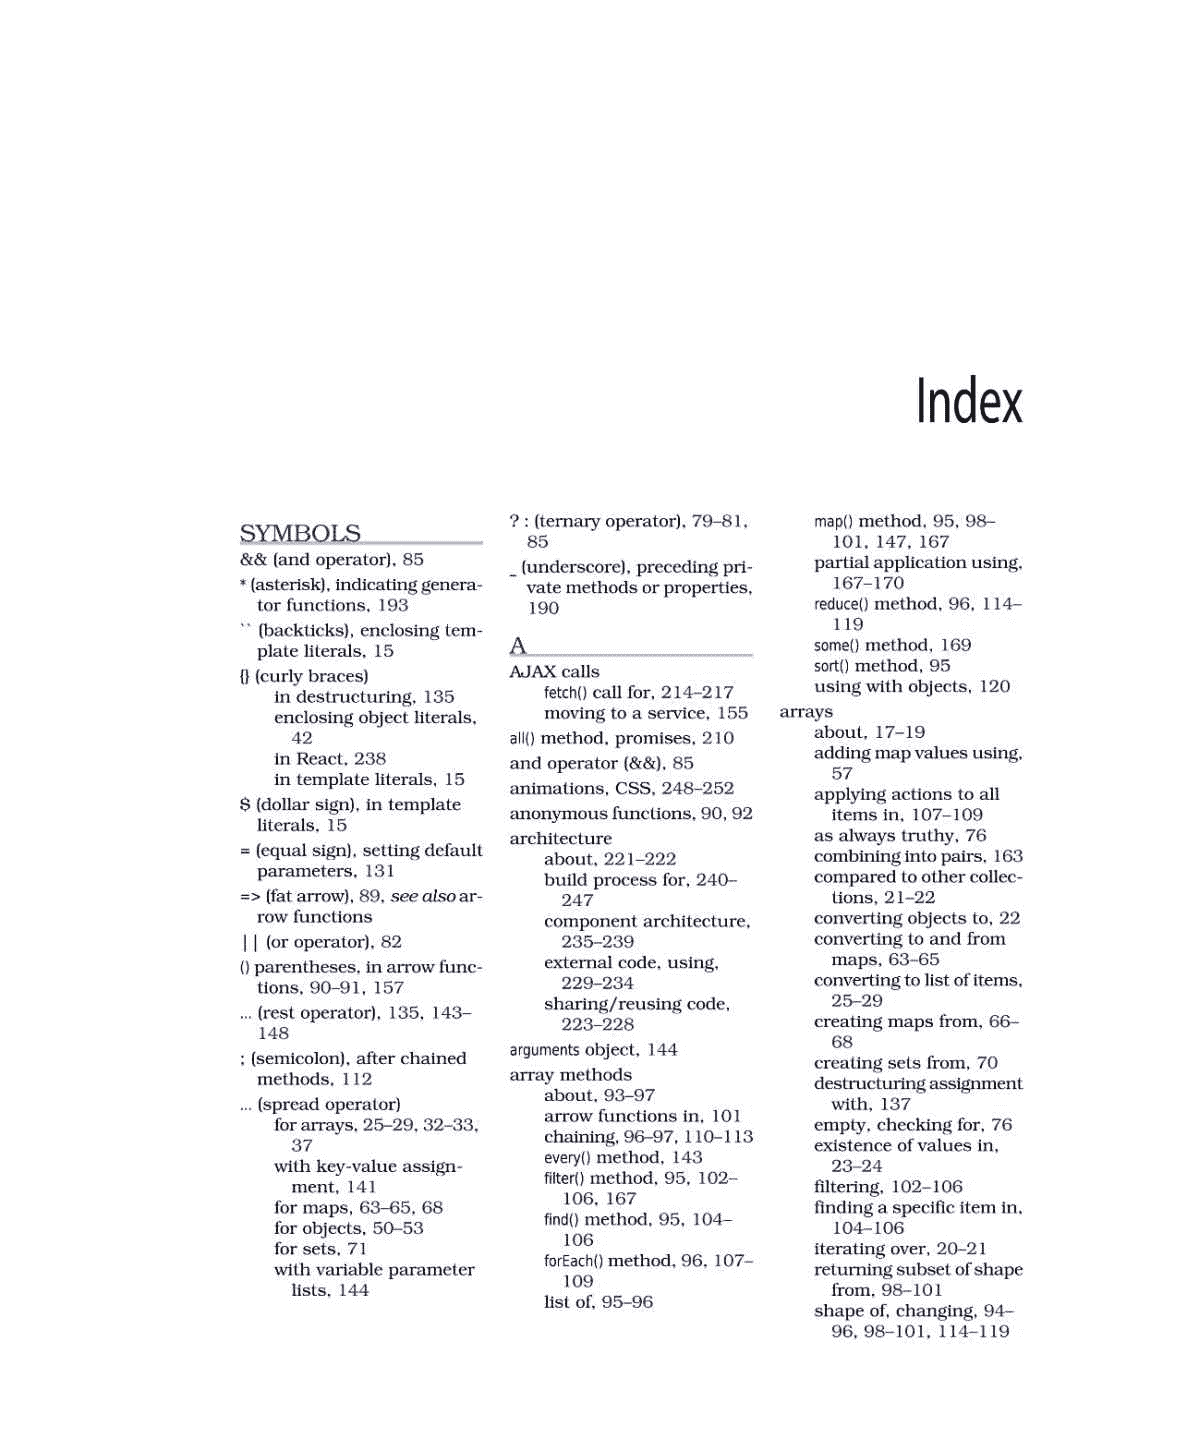 Index
SYMBOLS
&& (and operator), 85
* (asterisk), indicating genera-
tor functions, 193
`` (backticks), enclosing tem-
plate literals, 15
{} (curly braces)
in destructuring, 135
enclosing object literals,
42
in React, 238
in template literals, 15
$ (dollar sign), in template
literals, 15
= (equal sign), setting default
parameters, 131
=> (fat arrow), 89, see also ar-
row functions
|| (or operator), 82
() parentheses, in arrow func-
tions, 90–91, 157
... (rest operator), 135, 143–
148
; (semicolon), after chained
methods, 112
... (spread operator)
for arrays, 25–29, 32–33,
37
with key-value assign-
ment, 141
for maps, 63–65, 68
for objects, 50–53
for sets, 71
with variable parameter
lists, 144
? : (ternary operator), 79–81,
85
_ (underscore), preceding pri-
vate methods or properties,
190
A
AJAX calls
fetch() call for, 214–217
moving to a service, 155
all() method, promises, 210
and operator (&&), 85
animations, CSS, 248–252
anonymous functions, 90, 92
architecture
about, 221–222
build process for, 240–
247
component architecture,
235–239
external code, using,
229–234
sharing/reusing code,
223–228
arguments object, 144
array methods
about, 93–97
arrow functions in, 101
chaining, 96–97, 110–113
every() method, 143
filter() method, 95, 102–
106, 167
find() method, 95, 104–
106
forEach() method, 96, 107–
109
list of, 95–96
map() method, 95, 98–
101, 147, 167
partial application using,
167–170
reduce() method, 96, 114–
119
some() method, 169
sort() method, 95
using with objects, 120
arrays
about, 17–19
adding map values using,
57
applying actions to all
items in, 107–109
as always truthy, 76
combining into pairs, 163
compared to other collec-
tions, 21–22
converting objects to, 22
converting to and from
maps, 63–65
converting to list of items,
25–29
creating maps from, 66–
68
creating sets from, 70
destructuring assignment
with, 137
empty, checking for, 76
existence of values in,
23–24
filtering, 102–106
finding a specific item in,
104–106
iterating over, 20–21
returning subset of shape
from, 98–101
shape of, changing, 94–
96, 98–101, 114–119